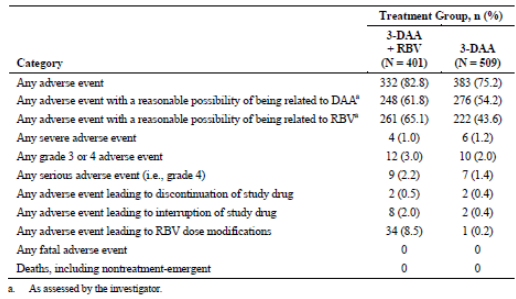 Treatment Group, n (%)
3-DAA
+ RBV 3-DAA
Category (N = 401) (N = 509)
Any adverse event 332 (82.8) 383 (75.2)
Any adverse event with a reasonable possibility of being related to DAAa 248 (61.8) 276 (54.2)
Any adverse event with a reasonable possibility of being related to RBVa 261 (65.1) 222 (43.6)
Any severe adverse event 4 (1.0) 6 (1.2)
Any grade 3 or 4 adverse event 12 (3.0) 10 (2.0)
Any serious adverse event (i.e., grade 4) 9 (2.2) 7 (1.4)
Any adverse event leading to discontinuation of study drug 2 (0.5) 2 (0.4)
Any adverse event leading to interruption of study drug 8 (2.0) 2 (0.4)
Any adverse event leading to RBV dose modifications 34 (8.5) 1 (0.2)
Any fatal adverse event 0 0
Deaths, including nontreatment-emergent 0 0
a. As assessed by the investigator.